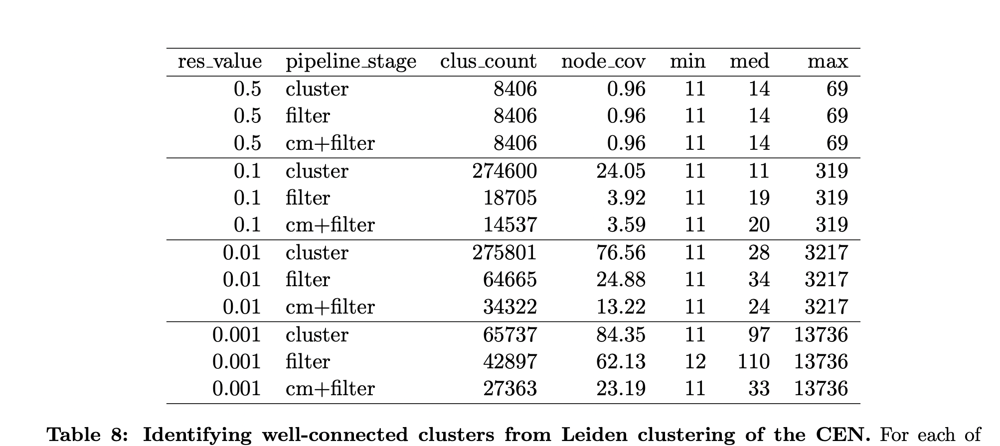 res_value pipeline_stage clus_count node_cov min med max
0.5 cluster 8406 0.96 11 14 69
0.5 filter 8406 0.96 11 14 69
0.5 cm+filter 8406 0.96 11 14 69
0.1 cluster 274600 24.05 11 11 319
0.1 filter 18705 3.92 11 19 319
0.1 cm+filter 14537 3.59 11 20 319
0.01 cluster 275801 76.56 11 28 3217
0.01 filter 64665 24.88 11 34 3217
0.01 cm+filter 34322 13.22 11 24 3217
0.001 cluster 65737 84.35 11 97 13736
0.001 filter 42897 62.13 12 110 13736
0.001 cm+filter 27363 23.19 11 33 13736
Table 8: Identifying well-connected clusters from Leiden clustering of the CEN. For each of